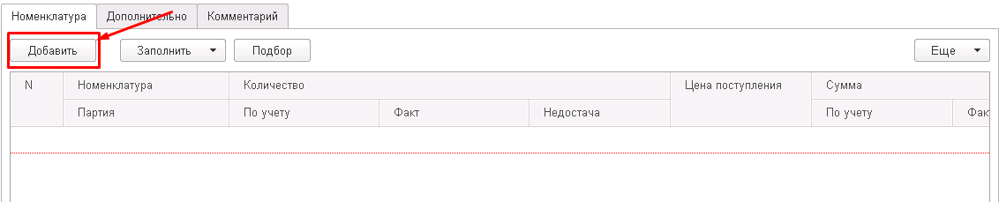 Номенклатура Дополнительно Комментарий
Добавить Заполнить Подбор Еще
N Номенклатура Количество Цена поступления Сумма
Партия По учету Факт Недостача По учету Фак